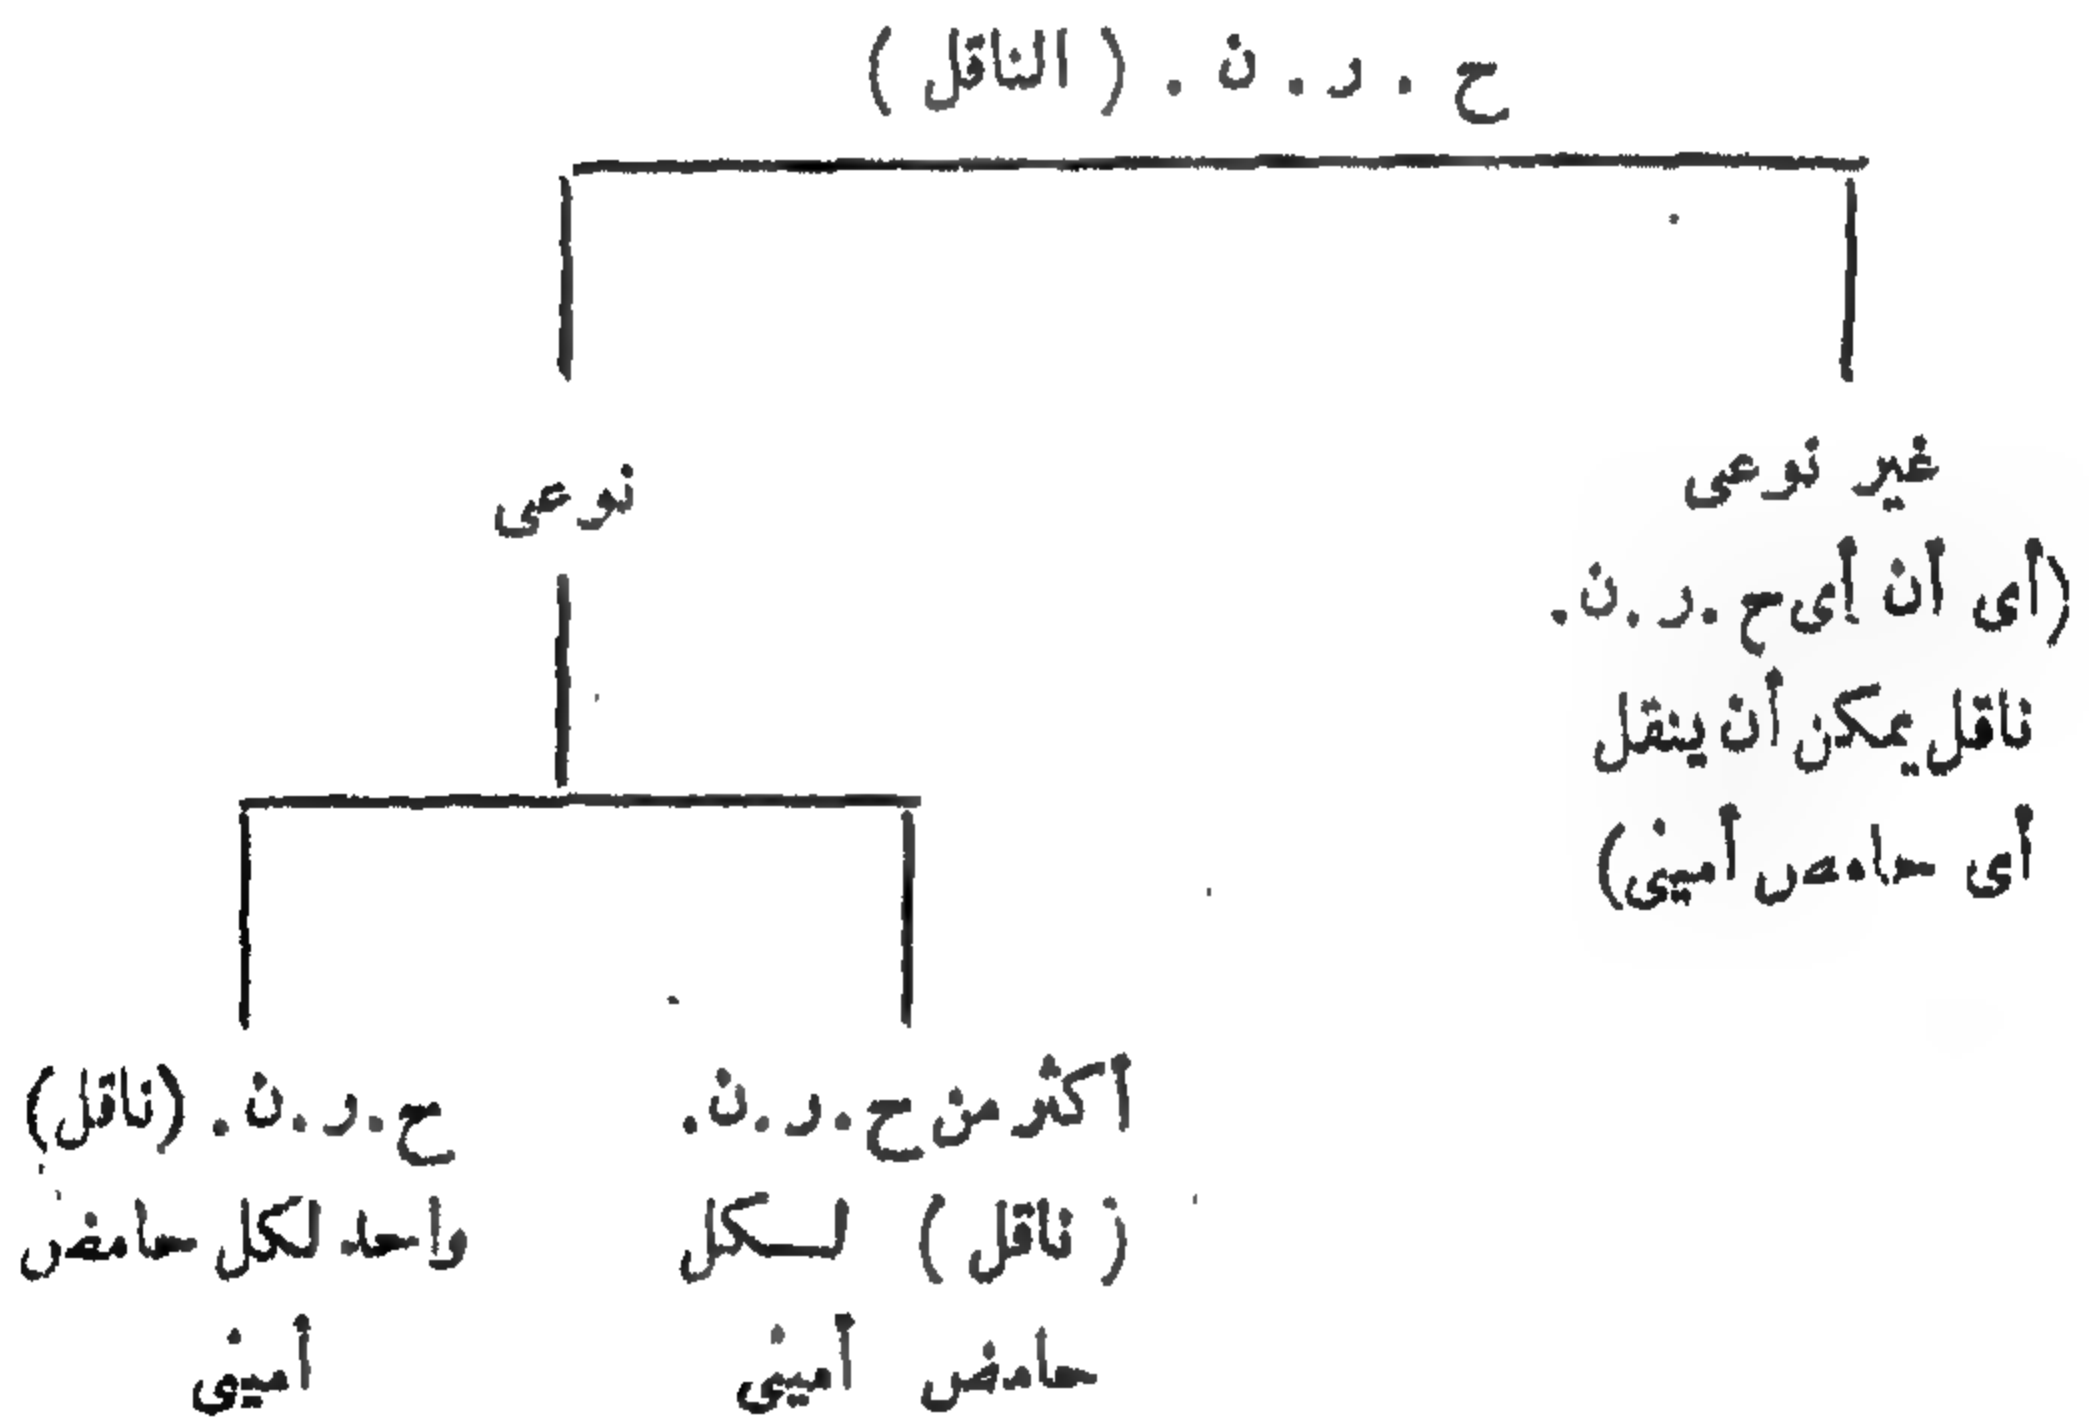 ح . ر . ن . ( الناقل )
غير نوعى
(أى أن أى ح . ر . ن .
ناقل يمكن أن ينقل
أى حامص أمينى)
نوعى
أكثر من ح . ر . ن .
( ناقل ) لكل
حامض أمينى
ح . ر . ن . (ناقل)
واحد لكل حامض
أمينى